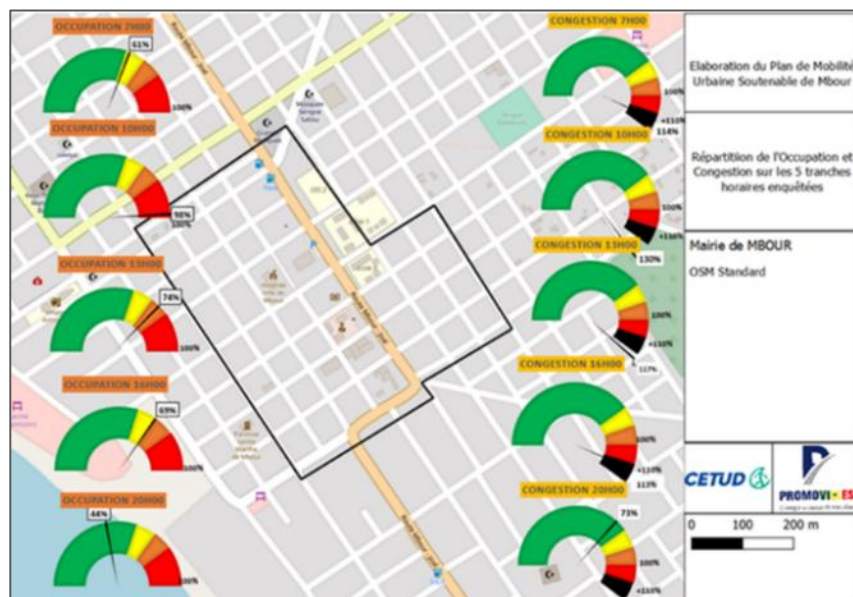 OCCUPATION 7H00
61%
100%
OCCUPATION 10H00
98%
100%
OCCUPATION 13H00
74%
100%
OCCUPATION 16H00
69%
100%
OCCUPATION 20H00
44%
100%
CONGESTION 7H00
100%
+110%
114%
CONGESTION 10H00
100%
+110%
130%
CONGESTION 13H00
100%
+110%
117%
CONGESTION 16H00
100%
+110%
113%
CONGESTION 20H00
73%
100%
+110%
Elaboration du Plan de Mobilité
Urbaine Soutenable de Mbour
Répartition de l'Occupation et
Congestion sur les 5 tranches
horaires enquêtées
Mairie de MBOUR
OSM Standard
CETUD
PROMOVI - ES
0 100 200 m